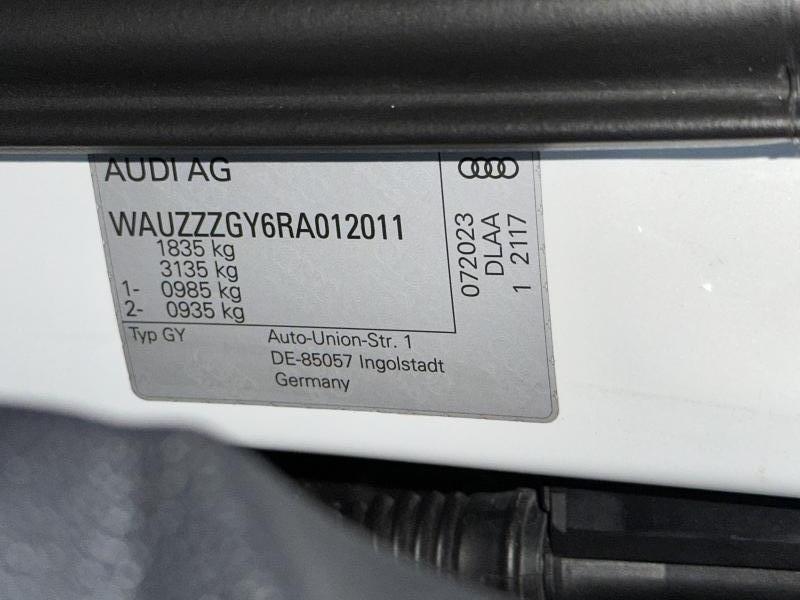 AUDI AG
WAUZZZGY6RA012011
1835 kg
3135 kg
1- 0985 kg
2- 0935 kg
Typ GY
Auto-Union-Str. 1
DE-85057 Ingolstadt
Germany
072023
DLAA
1 2117